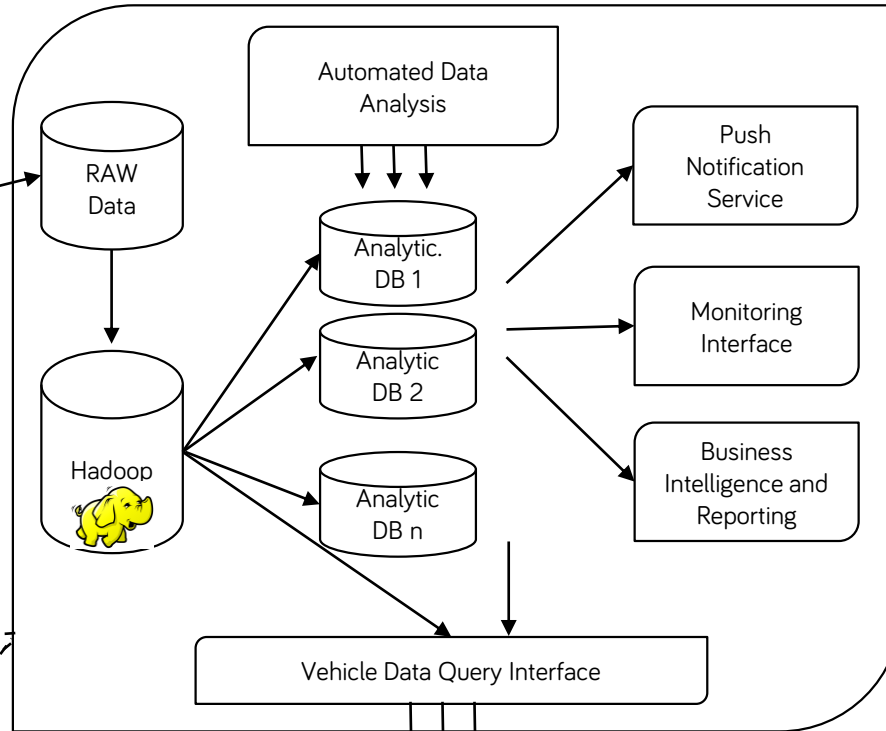 Automated Data
Analysis
RAW
Data
Push
Notification
Service
Analytic.
DB 1
Monitoring
Interface
Analytic
DB 2
Hadoop
Business
Intelligence and
Reporting
Analytic
DB n
Vehicle Data Query Interface